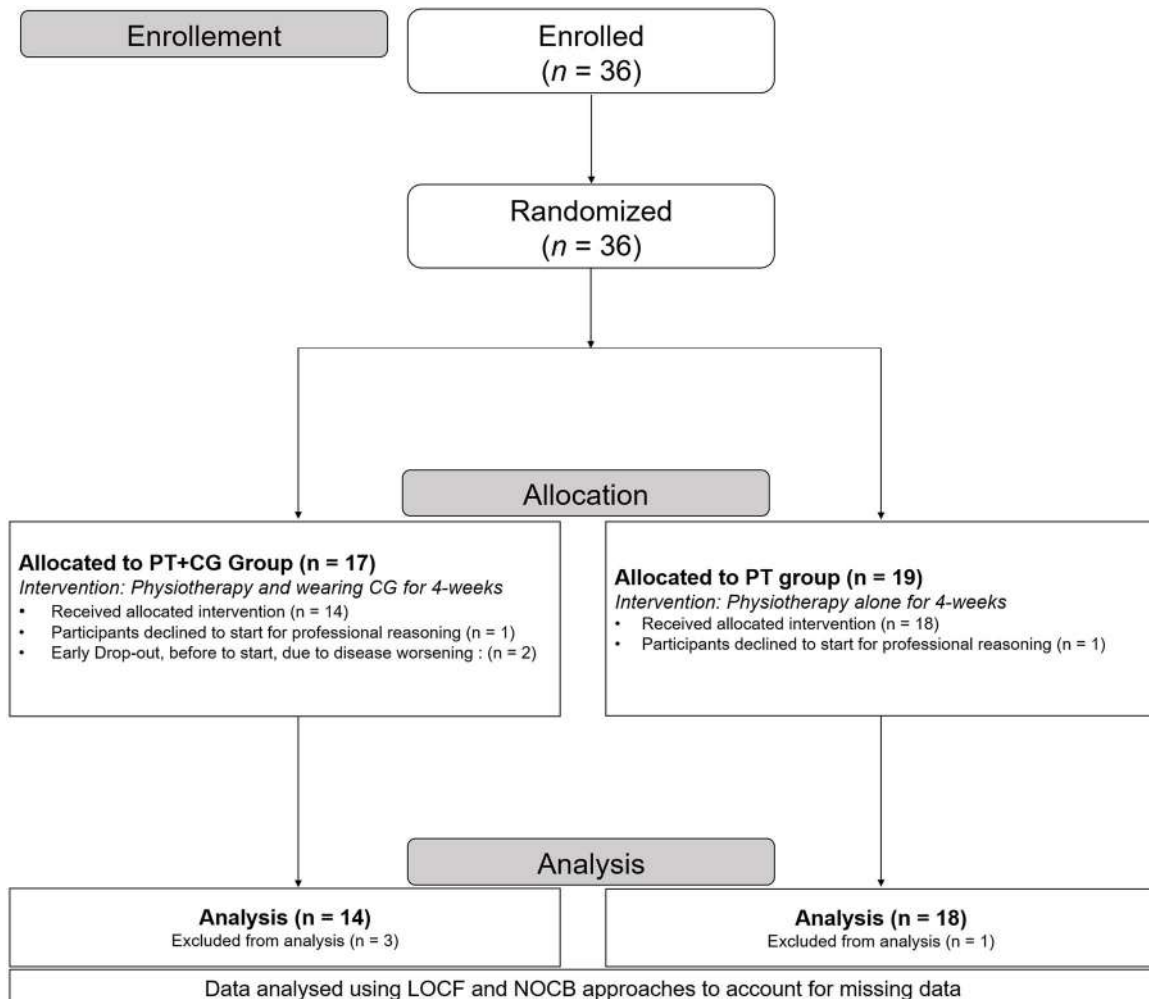 Enrollement
Enrolled
(n = 36)
Randomized
(n = 36)
Allocation
Allocated to PT+CG Group (n = 17)
Intervention: Physiotherapy and wearing CG for 4-weeks
• Received allocated intervention (n = 14)
• Participants declined to start for professional reasoning (n = 1)
• Early Drop-out, before to start, due to disease worsening : (n = 2)
Allocated to PT group (n = 19)
Intervention: Physiotherapy alone for 4-weeks
• Received allocated intervention (n = 18)
• Participants declined to start for professional reasoning (n = 1)
Analysis
Analysis (n = 14)
Excluded from analysis (n = 3)
Analysis (n = 18)
Excluded from analysis (n = 1)
Data analysed using LOCF and NOCB approaches to account for missing data